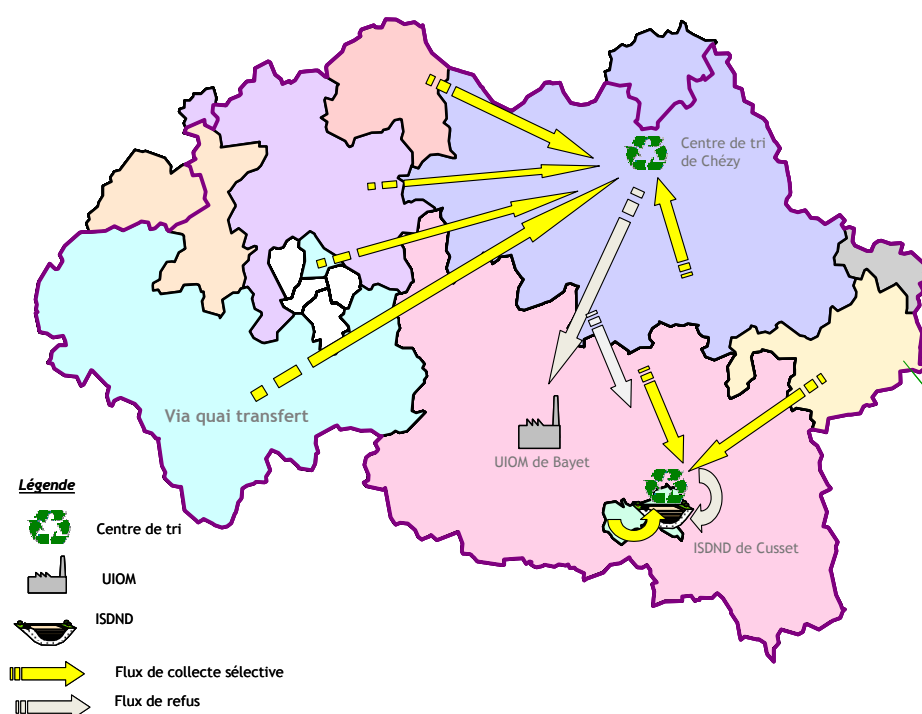 Centre de tri
de Chézy
Via quai transfert
UIOM de Bayet
ISDND de Cusset
Légende
Centre de tri
UIOM
ISDND
Flux de collecte sélective
Flux de refus